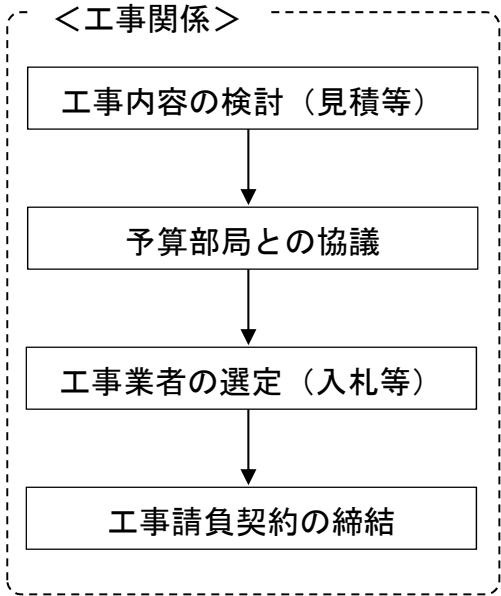 ＜工事関係＞
工事内容の検討（見積等）
予算部局との協議
工事業者の選定（入札等）
工事請負契約の締結